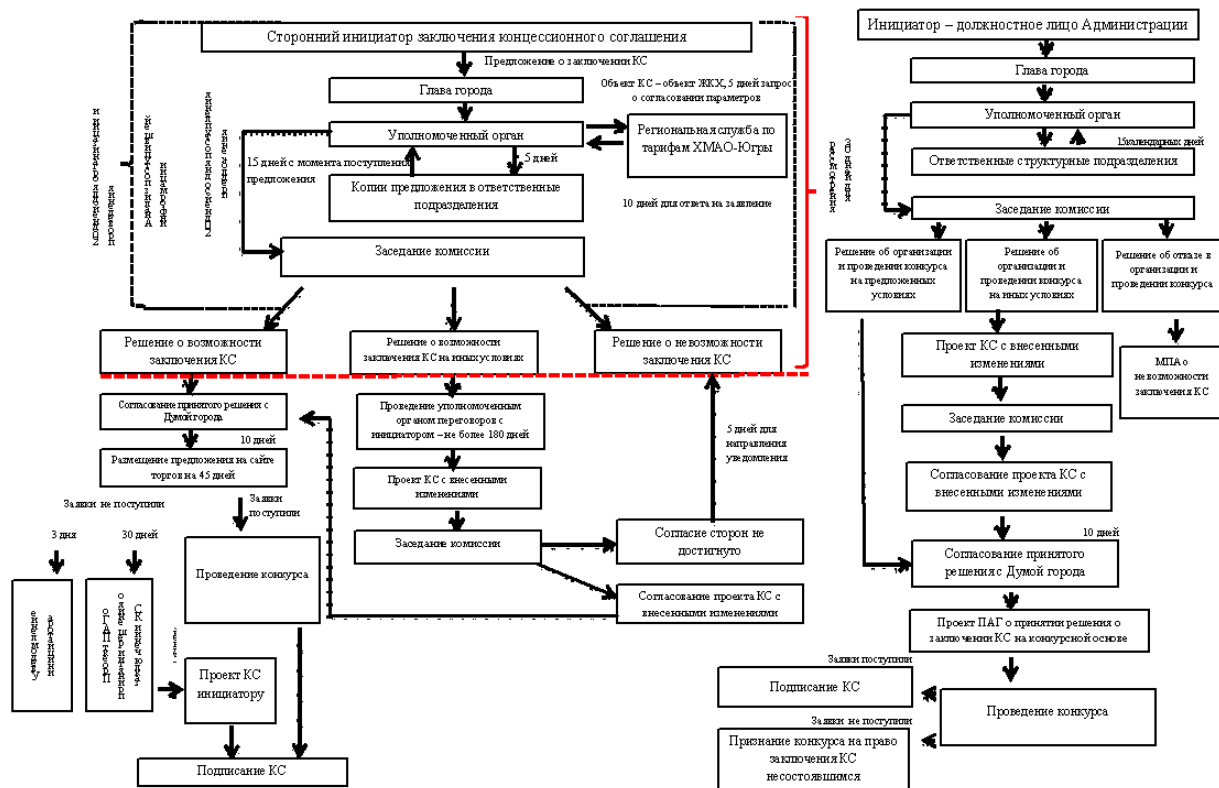 Сторонний инициатор заключения концессионного соглашения
Предложение о заключении КС
Глава города
Объект КС – объект ЖКХ, 5 дней запрос
о согласовании параметров
Уполномоченный орган
Региональная служба по
тарифам ХМАО-Югры
15 дней с момента поступления
предложения
5 дней
Копии предложения в ответственные
подразделения
10 дней для ответа на заявление
Заседание комиссии
Решение о возможности
заключения КС
Решение о возможности
заключения КС на иных условиях
Решение о невозможности
заключения КС
Согласование принятого решения с
Думой города
10 дней
Размещение предложения на сайте
торгов на 45 дней
Заявки не поступили
Заявки
поступили
3 дня
30 дней
Проведение конкурса
Проект КС
инициатору
Подписание КС
Проведение уполномоченным
органом переговоров с
инициатором – не более 180 дней
Проект КС с внесенными
изменениями
Заседание комиссии
Согласие сторон не
достигнуто
Согласование проекта КС с
внесенными изменениями
5 дней для
направления
уведомления
Инициатор – должностное лицо Администрации
Глава города
Уполномоченный орган
15календарных дней
Ответственные структурные подразделения
Заседание комиссии
Решение об организации
и проведении конкурса
на предложенных
условиях
Решение об
организации и
проведении конкурса
на иных условиях
Решение об отказе в
организации и
проведении конкурса
Проект КС с внесенными
изменениями
МПА о
невозможности
заключения КС
Заседание комиссии
Согласование проекта КС с
внесенными изменениями
10 дней
Согласование принятого
решения с Думой города
Проект ПАГ о принятии решения о
заключении КС на конкурсной основе
Заявки поступили
Подписание КС
Проведение конкурса
Заявки не поступили
Признание конкурса на право
заключения КС
несостоявшимся